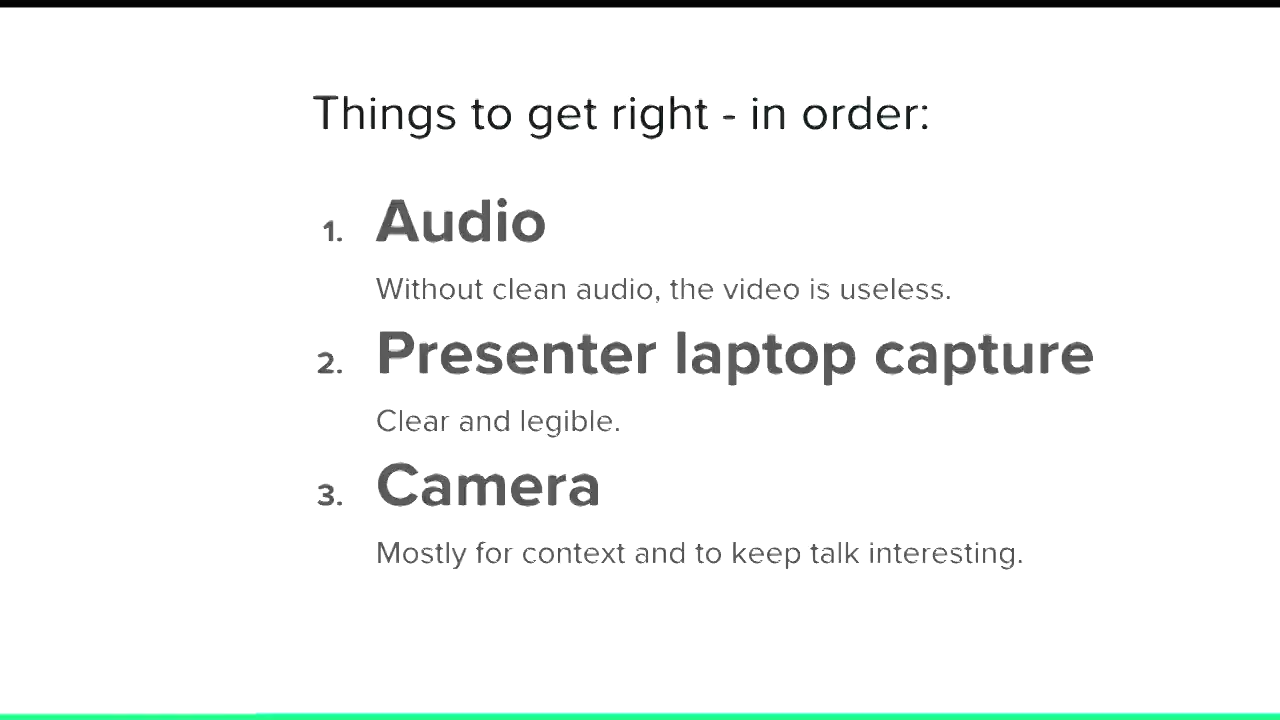 Things to get right - in order:
1. Audio
Without clean audio, the video is useless.
2. Presenter laptop capture
Clear and legible.
3. Camera
Mostly for context and to keep talk interesting.